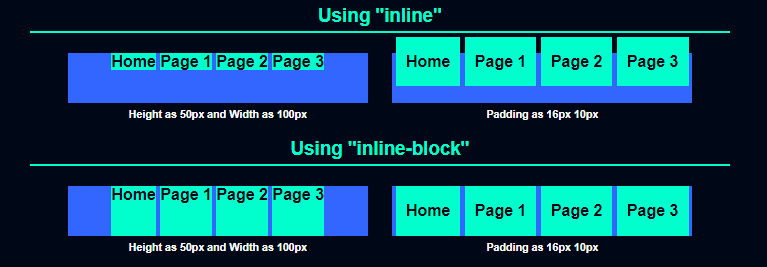 Using "inline"
Home Page 1 Page 2 Page 3
Home Page 1 Page 2 Page 3
Height as 50px and Width as 100px
Padding as 16px 10px
Using "inline-block"
Home Page 1 Page 2 Page 3
Home Page 1 Page 2 Page 3
Height as 50px and Width as 100px
Padding as 16px 10px